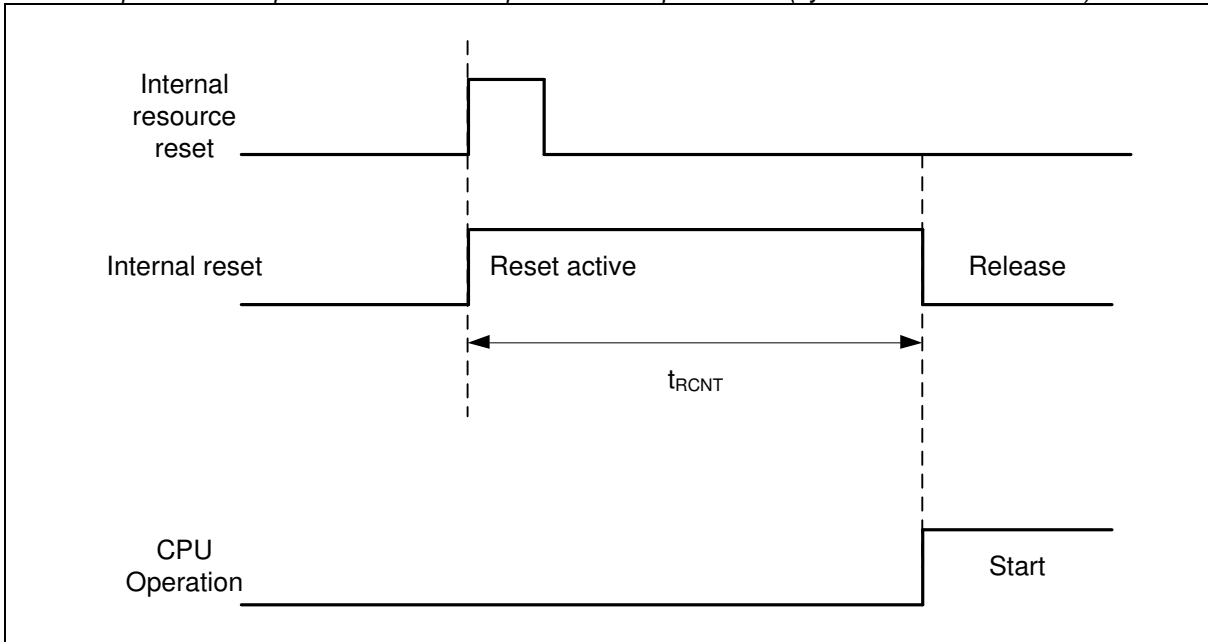 Internal
resource
reset
Internal reset
Reset active
Release
tRCNT
CPU
Operation
Start